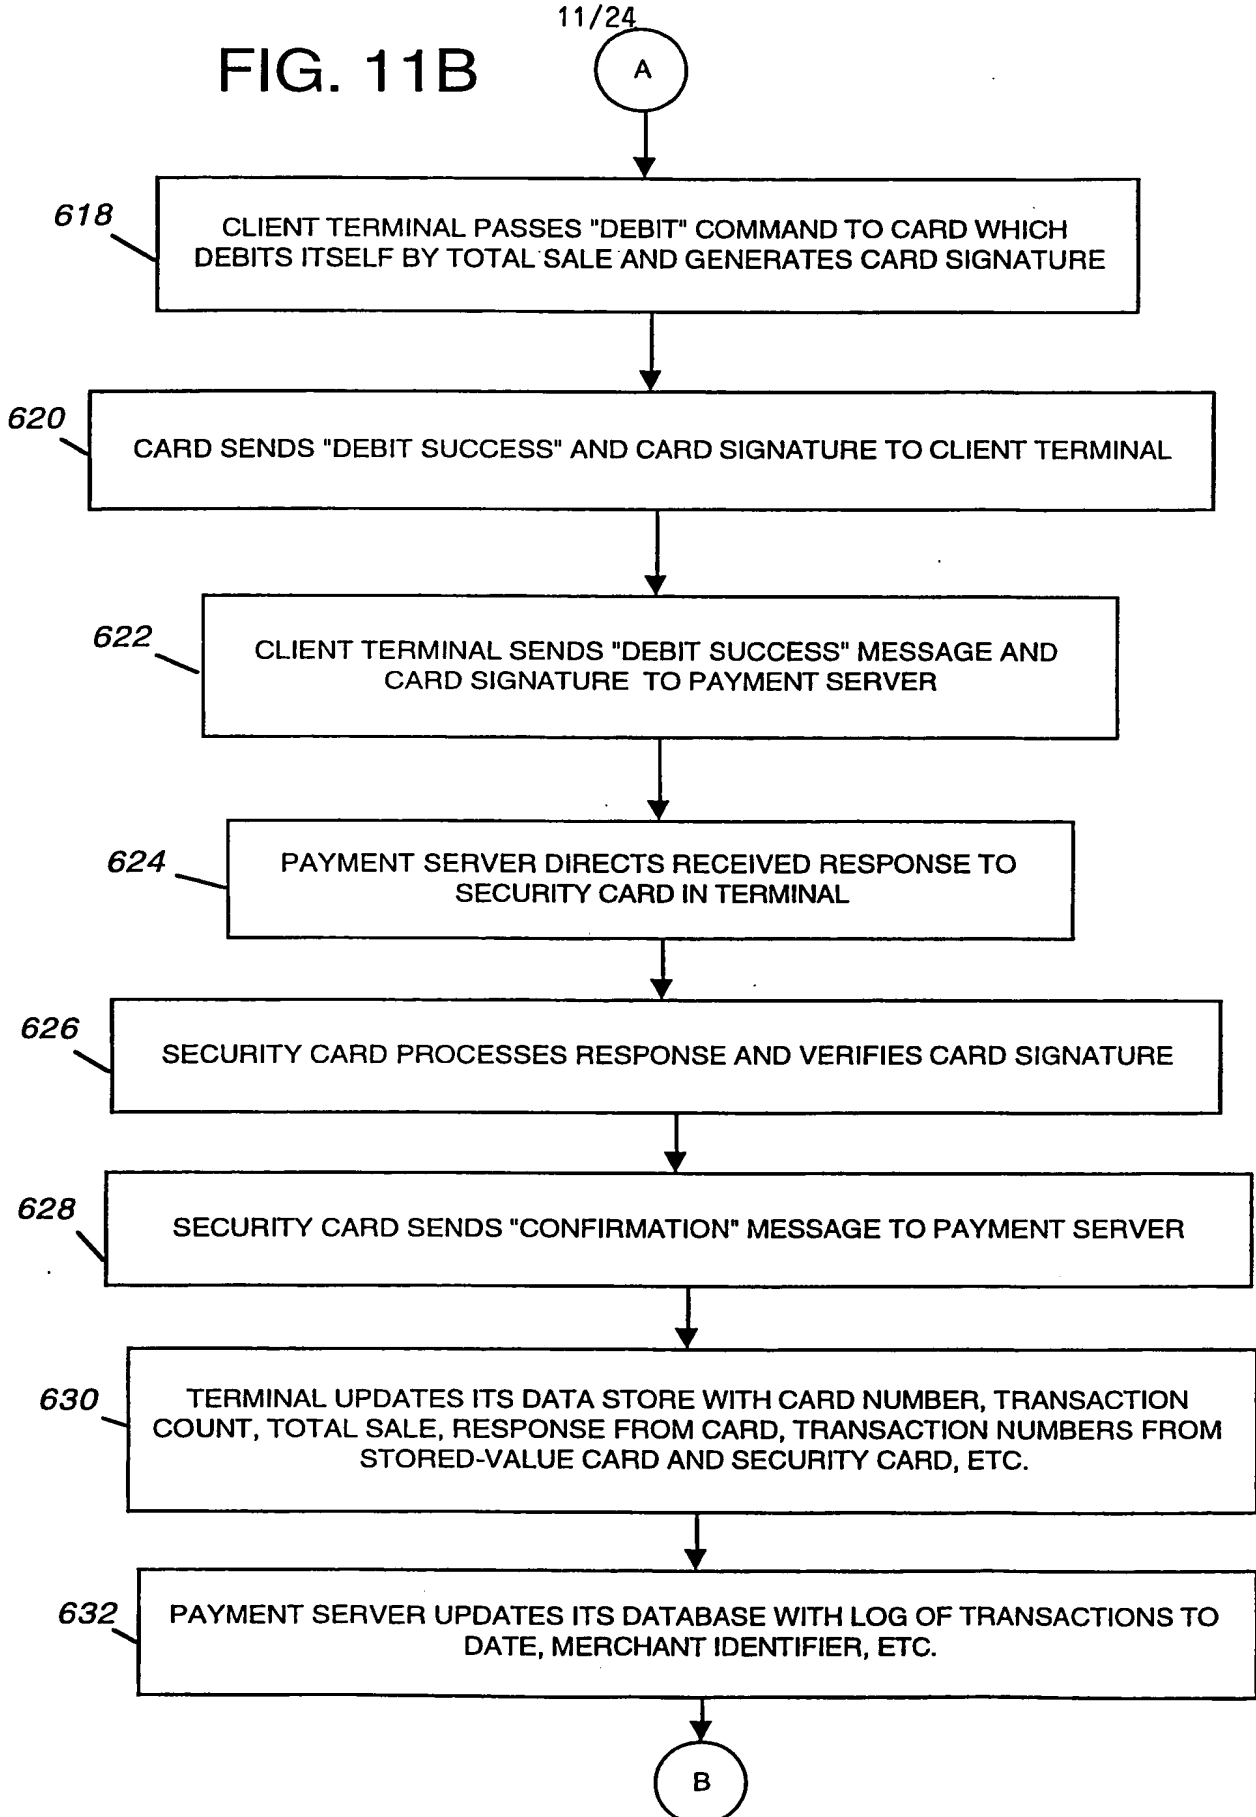 11/24
FIG. 11B
A
618
CLIENT TERMINAL PASSES "DEBIT" COMMAND TO CARD WHICH
DEBITS ITSELF BY TOTAL SALE AND GENERATES CARD SIGNATURE
620
CARD SENDS "DEBIT SUCCESS" AND CARD SIGNATURE TO CLIENT TERMINAL
622
CLIENT TERMINAL SENDS "DEBIT SUCCESS" MESSAGE AND
CARD SIGNATURE TO PAYMENT SERVER
624
PAYMENT SERVER DIRECTS RECEIVED RESPONSE TO
SECURITY CARD IN TERMINAL
626
SECURITY CARD PROCESSES RESPONSE AND VERIFIES CARD SIGNATURE
628
SECURITY CARD SENDS "CONFIRMATION" MESSAGE TO PAYMENT SERVER
630
TERMINAL UPDATES ITS DATA STORE WITH CARD NUMBER, TRANSACTION
COUNT, TOTAL SALE, RESPONSE FROM CARD, TRANSACTION NUMBERS FROM
STORED-VALUE CARD AND SECURITY CARD, ETC.
632
PAYMENT SERVER UPDATES ITS DATABASE WITH LOG OF TRANSACTIONS TO
DATE, MERCHANT IDENTIFIER, ETC.
B